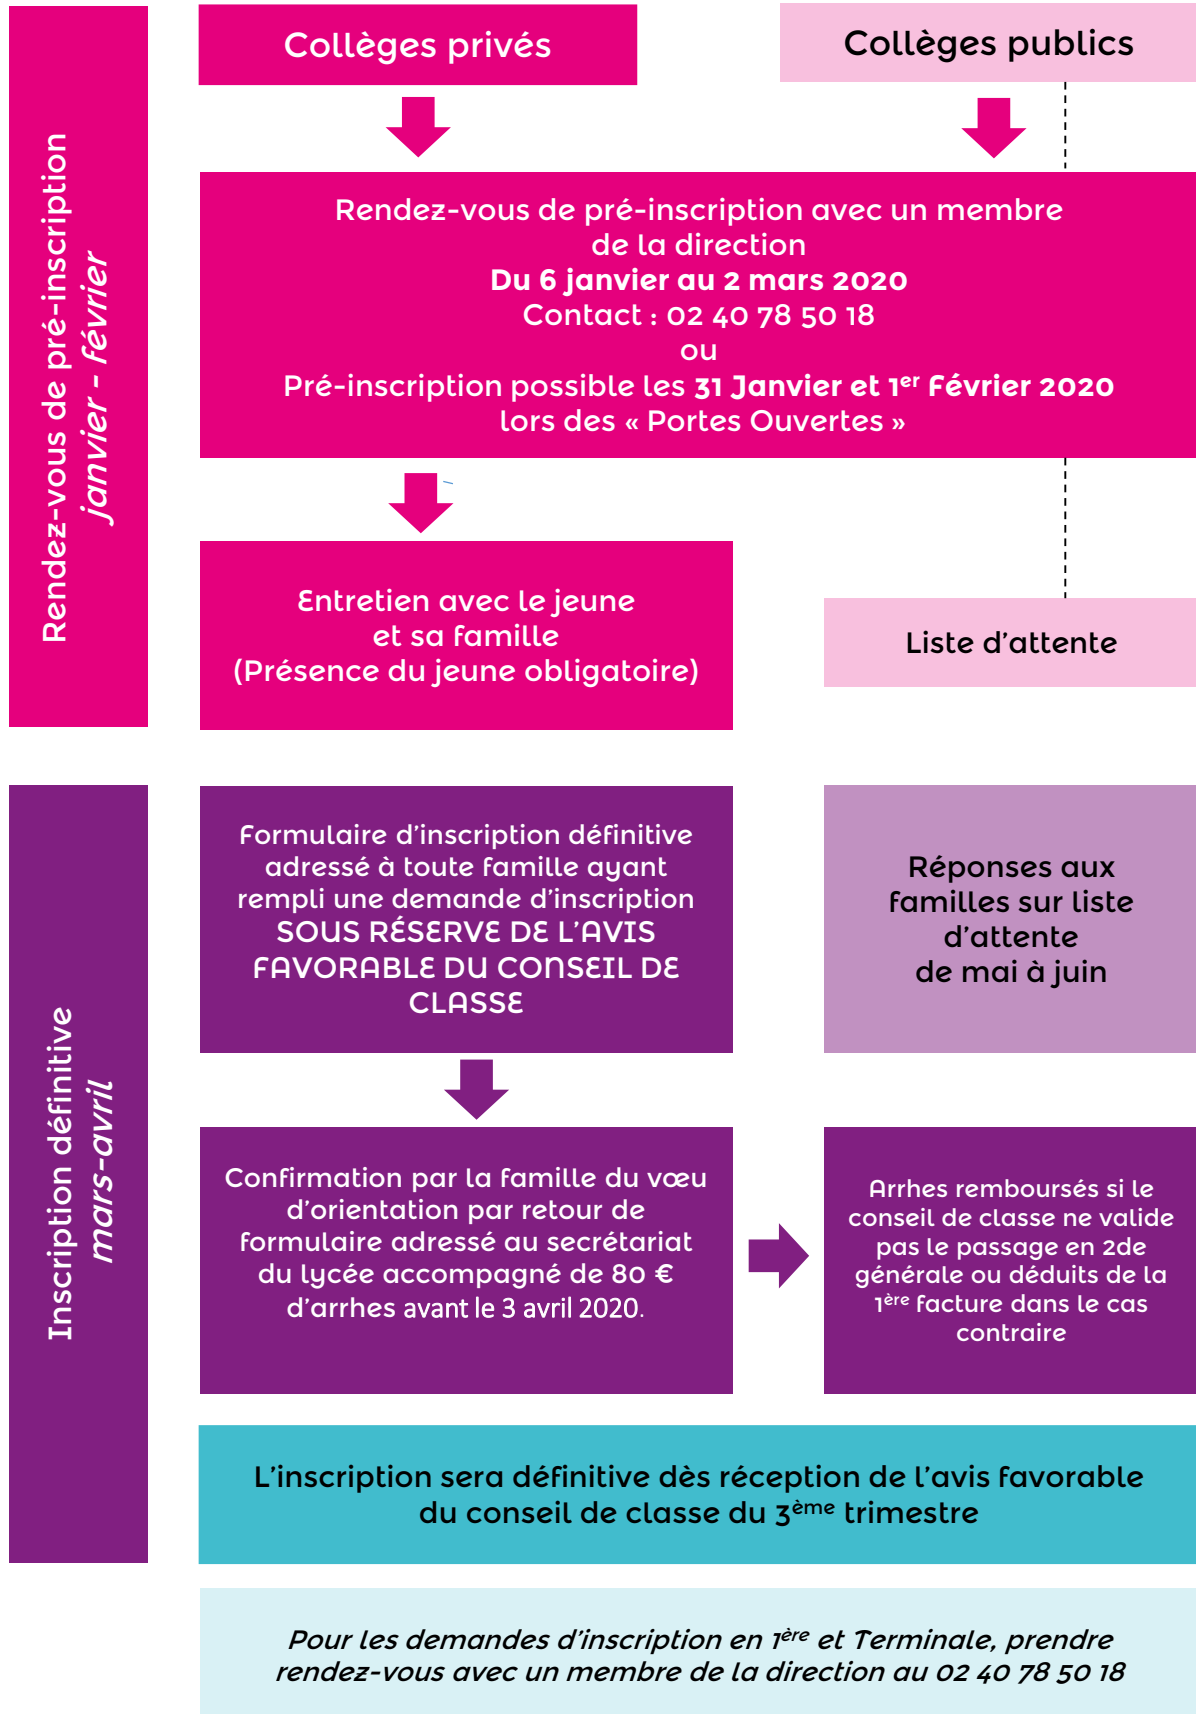 Collèges privés
Collèges publics
Rendez-vous de pré-inscription
janvier - février
Rendez-vous de pré-inscription avec un membre
de la direction
Du 6 janvier au 2 mars 2020
Contact : 02 40 78 50 18
ou
Pré-inscription possible les 31 Janvier et 1er Février 2020
lors des « Portes Ouvertes »
Entretien avec le jeune
et sa famille
(Présence du jeune obligatoire)
Liste d'attente
Inscription définitive
mars-avril
Formulaire d'inscription définitive
adressé à toute famille ayant
rempli une demande d'inscription
SOUS RÉSERVE DE L'AVIS
FAVORABLE DU CONSEIL DE
CLASSE
Réponses aux
familles sur liste
d'attente
de mai à juin
Confirmation par la famille du vœu
d'orientation par retour de
formulaire adressé au secrétariat
du lycée accompagné de 80 €
d'arrhes avant le 3 avril 2020.
Arrhes remboursés si le
conseil de classe ne valide
pas le passage en 2de
générale ou déduits de la
1ère facture dans le cas
contraire
L'inscription sera définitive dès réception de l'avis favorable
du conseil de classe du 3ème trimestre
Pour les demandes d'inscription en 1ère et Terminale, prendre
rendez-vous avec un membre de la direction au 02 40 78 50 18